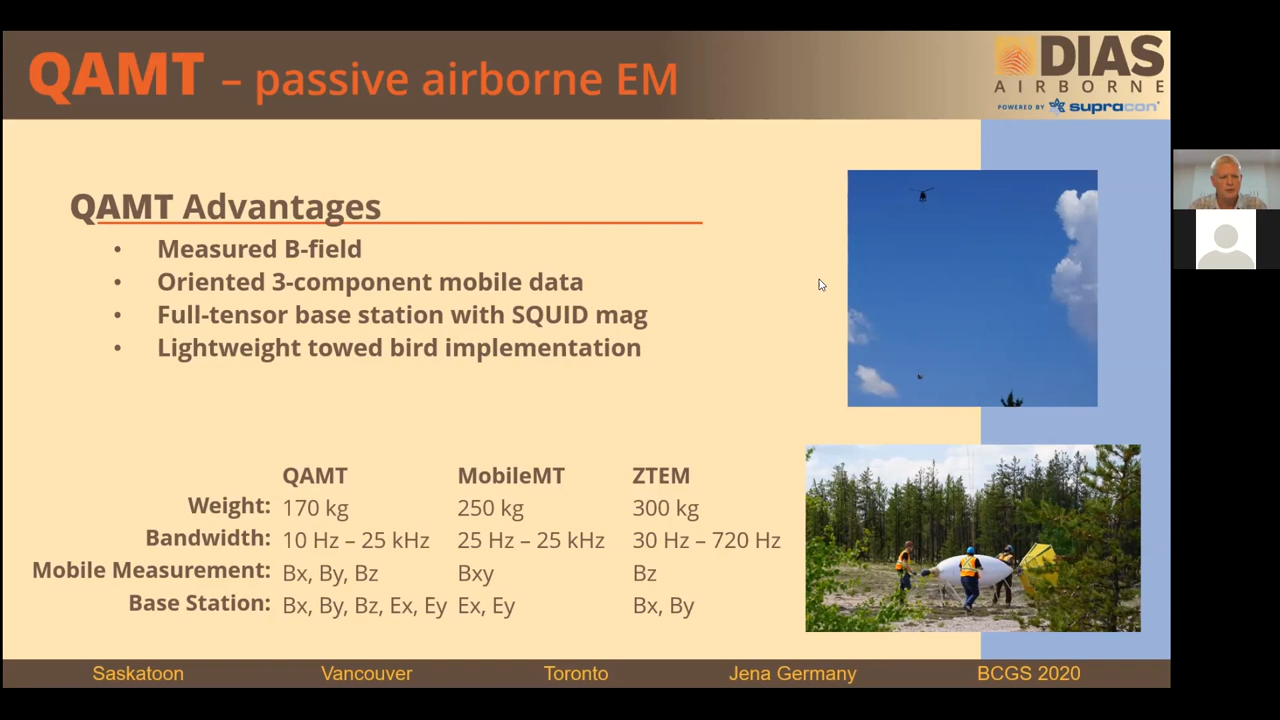 QAMT – passive airborne EM
DIAS
AIRBORNE
POWERED BY supracon
QAMT Advantages
• Measured B-field
• Oriented 3-component mobile data
• Full-tensor base station with SQUID mag
• Lightweight towed bird implementation
QAMT MobileMT ZTEM
Weight: 170 kg 250 kg 300 kg
Bandwidth: 10 Hz – 25 kHz 25 Hz – 25 kHz 30 Hz – 720 Hz
Mobile Measurement: Bx, By, Bz Bxy Bz
Base Station: Bx, By, Bz, Ex, Ey Ex, Ey Bx, By
Saskatoon Vancouver Toronto Jena Germany BCGS 2020